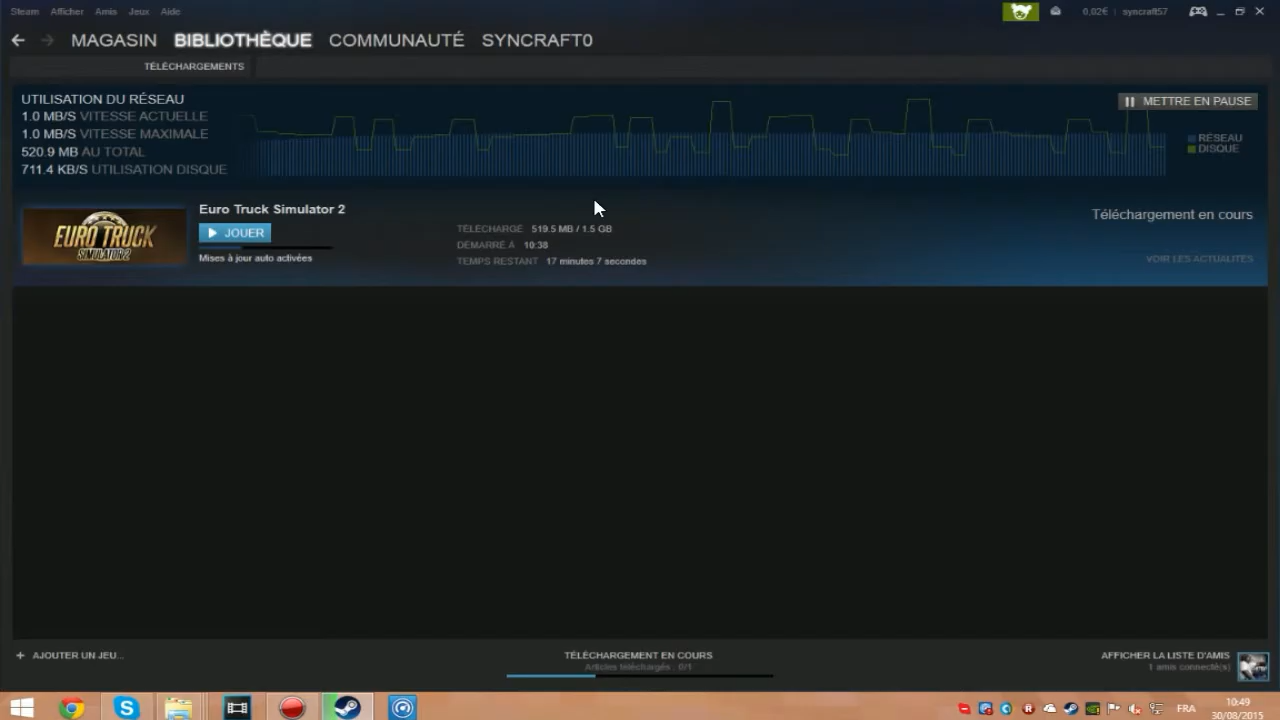 Steam Afficher Amis Jeux Aide
0,02€ syncraft57
MAGASIN BIBLIOTHÈQUE COMMUNAUTÉ SYNCRAFT0
TÉLÉCHARGEMENTS
UTILISATION DU RÉSEAU
1.0 MB/S VITESSE ACTUELLE
1.0 MB/S VITESSE MAXIMALE
520.9 MB AU TOTAL
711.4 KB/S UTILISATION DISQUE
METTRE EN PAUSE
RÉSEAU
DISQUE
EURO TRUCK
SIMULATOR 2
Euro Truck Simulator 2
JOUER
Mises à jour auto activées
TÉLÉCHARGÉ 519.5 MB / 1.5 GB
DÉMARRÉ À 10:38
TEMPS RESTANT 17 minutes 7 secondes
Téléchargement en cours
VOIR LES ACTUALITÉS
+ AJOUTER UN JEU...
TÉLÉCHARGEMENT EN COURS
Articles téléchargés : 0/1
AFFICHER LA LISTE D'AMIS
1 amis connecté(s)
FRA
10:49
30/08/2015